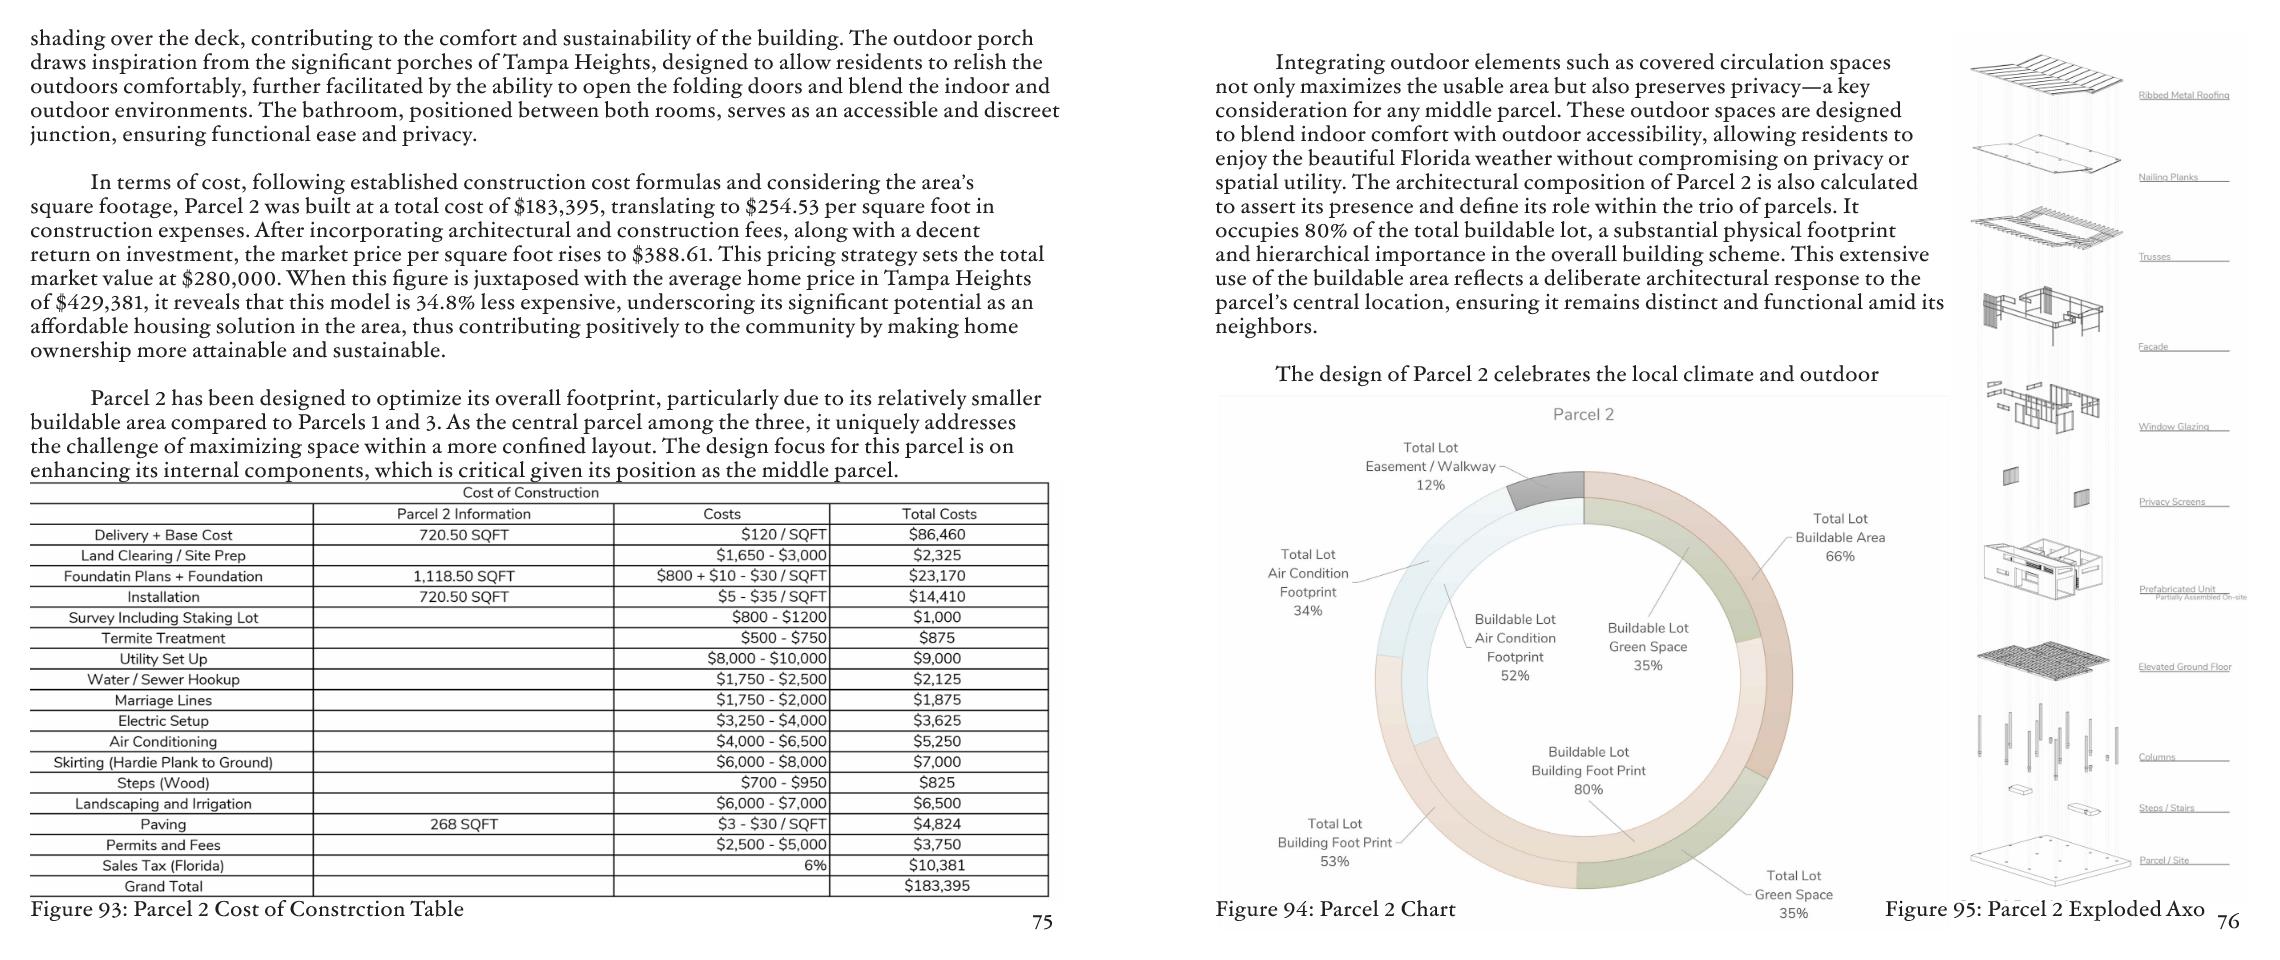 shading over the deck, contributing to the comfort and sustainability of the building. The outdoor porch
draws inspiration from the significant porches of Tampa Heights, designed to allow residents to relish the
outdoors comfortably, further facilitated by the ability to open the folding doors and blend the indoor and
outdoor environments. The bathroom, positioned between both rooms, serves as an accessible and discreet
junction, ensuring functional ease and privacy.
In terms of cost, following established construction cost formulas and considering the area's
square footage, Parcel 2 was built at a total cost of $183,395, translating to $254.53 per square foot in
construction expenses. After incorporating architectural and construction fees, along with a decent
return on investment, the market price per square foot rises to $388.61. This pricing strategy sets the total
market value at $280,000. When this figure is juxtaposed with the average home price in Tampa Heights
of $429,381, it reveals that this model is 34.8% less expensive, underscoring its significant potential as an
affordable housing solution in the area, thus contributing positively to the community by making home
ownership more attainable and sustainable.
Parcel 2 has been designed to optimize its overall footprint, particularly due to its relatively smaller
buildable area compared to Parcels 1 and 3. As the central parcel among the three, it uniquely addresses
the challenge of maximizing space within a more confined layout. The design focus for this parcel is on
enhancing its internal components, which is critical given its position as the middle parcel.
Cost of Construction
Parcel 2 Information Costs Total Costs
Delivery + Base Cost 720.50 SQFT $120 / SQFT $86,460
Land Clearing / Site Prep $1,650 - $3,000 $2,325
Foundatin Plans + Foundation 1,118.50 SQFT $800 + $10 - $30 / SQFT $23,170
Installation 720.50 SQFT $5 - $35 / SQFT $14,410
Survey Including Staking Lot $800 - $1200 $1,000
Termite Treatment $500 - $750 $875
Utility Set Up $8,000 - $10,000 $9,000
Water / Sewer Hookup $1,750 - $2,500 $2,125
Marriage Lines $1,750 - $2,000 $1,875
Electric Setup $3,250 - $4,000 $3,625
Air Conditioning $4,000 - $6,500 $5,250
Skirting (Hardie Plank to Ground) $6,000 - $8,000 $7,000
Steps (Wood) $700 - $950 $825
Landscaping and Irrigation $6,000 - $7,000 $6,500
Paving 268 SQFT $3 - $30 / SQFT $4,824
Permits and Fees $2,500 - $5,000 $3,750
Sales Tax (Florida) 6% $10,381
Grand Total $183,395
Figure 93: Parcel 2 Cost of Constrction Table
75
Integrating outdoor elements such as covered circulation spaces
not only maximizes the usable area but also preserves privacy—a key
consideration for any middle parcel. These outdoor spaces are designed
to blend indoor comfort with outdoor accessibility, allowing residents to
enjoy the beautiful Florida weather without compromising on privacy or
spatial utility. The architectural composition of Parcel 2 is also calculated
to assert its presence and define its role within the trio of parcels. It
occupies 80% of the total buildable lot, a substantial physical footprint
and hierarchical importance in the overall building scheme. This extensive
use of the buildable area reflects a deliberate architectural response to the
parcel's central location, ensuring it remains distinct and functional amid its
neighbors.
The design of Parcel 2 celebrates the local climate and outdoor
Parcel 2
Total Lot
Easement / Walkway
12%
Total Lot
Buildable Area
66%
Total Lot
Air Condition
Footprint
34%
Buildable Lot
Air Condition
Footprint
52%
Buildable Lot
Green Space
35%
Buildable Lot
Building Foot Print
80%
Total Lot
Building Foot Print
53%
Total Lot
Green Space
35%
Figure 94: Parcel 2 Chart
Ribbed Metal Roofing
Nailing Planks
Trusses
Facade
Window Glazing
Privacy Screens
Prefabricated Unit
Partially Assembled On-site
Elevated Ground Floor
Columns
Steps / Stairs
Parcel / Site
Figure 95: Parcel 2 Exploded Axo
76